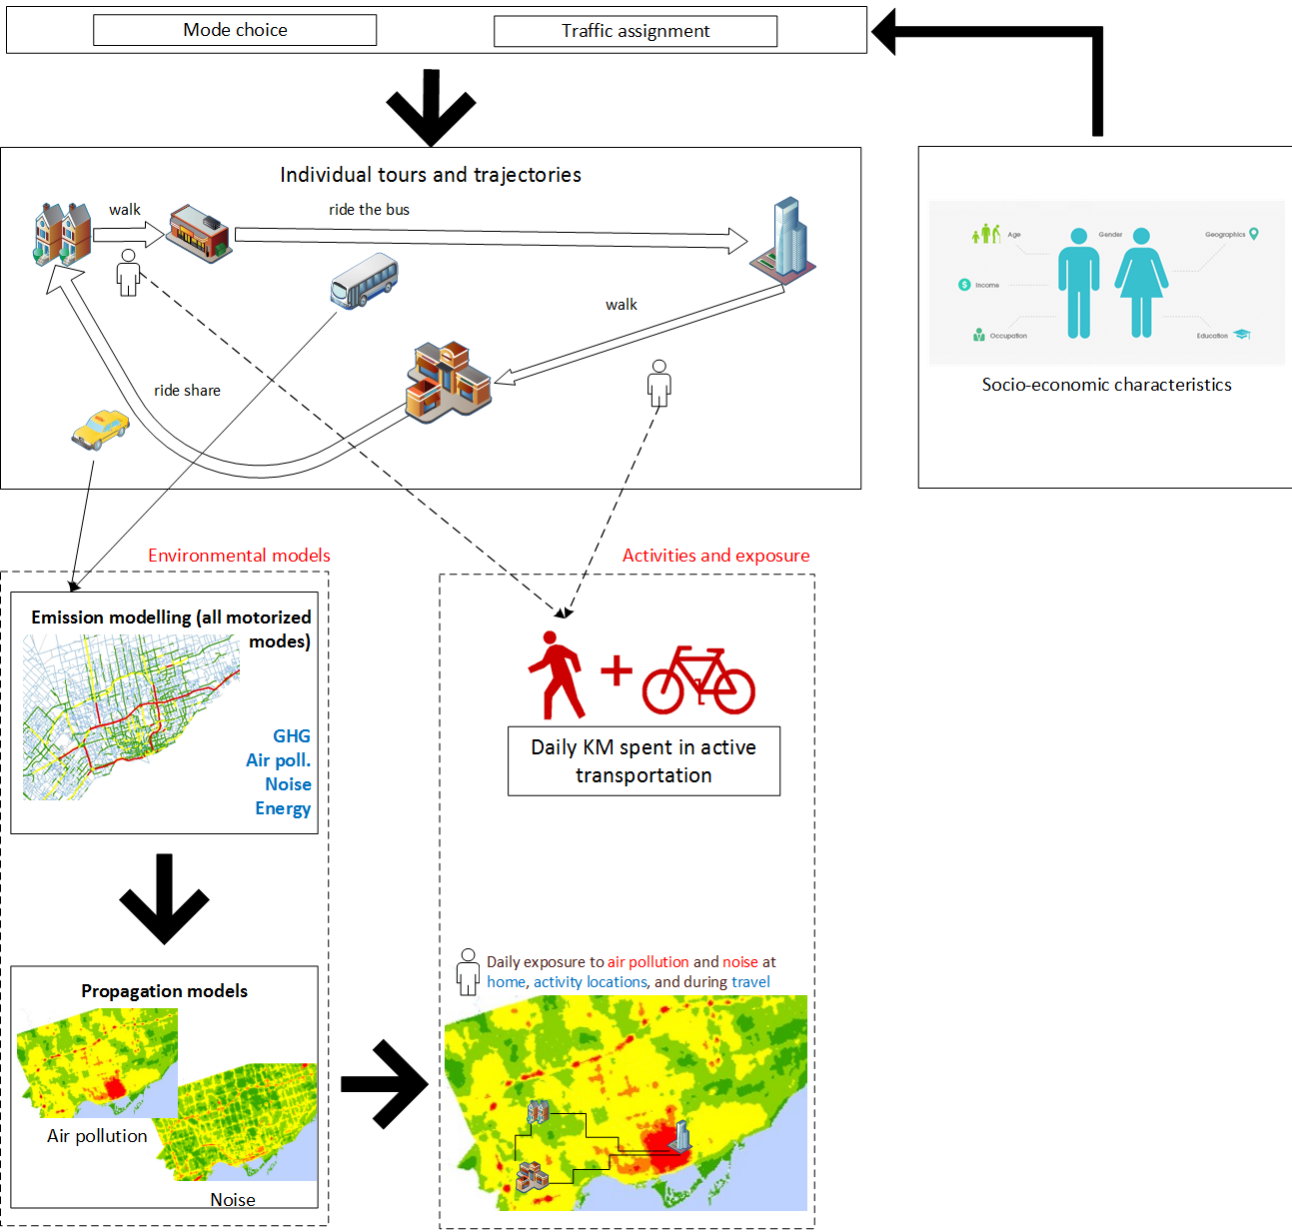 Mode choice
Traffic assignment
Individual tours and trajectories
walk
ride the bus
walk
ride share
Age
Gender
Geographics
Income
Occupation
Education
Socio-economic characteristics
Environmental models
Activities and exposure
Emission modelling (all motorized
modes)
GHG
Air poll.
Noise
Energy
Daily KM spent in active
transportation
Propagation models
Air pollution
Noise
Daily exposure to air pollution and noise at
home, activity locations, and during travel